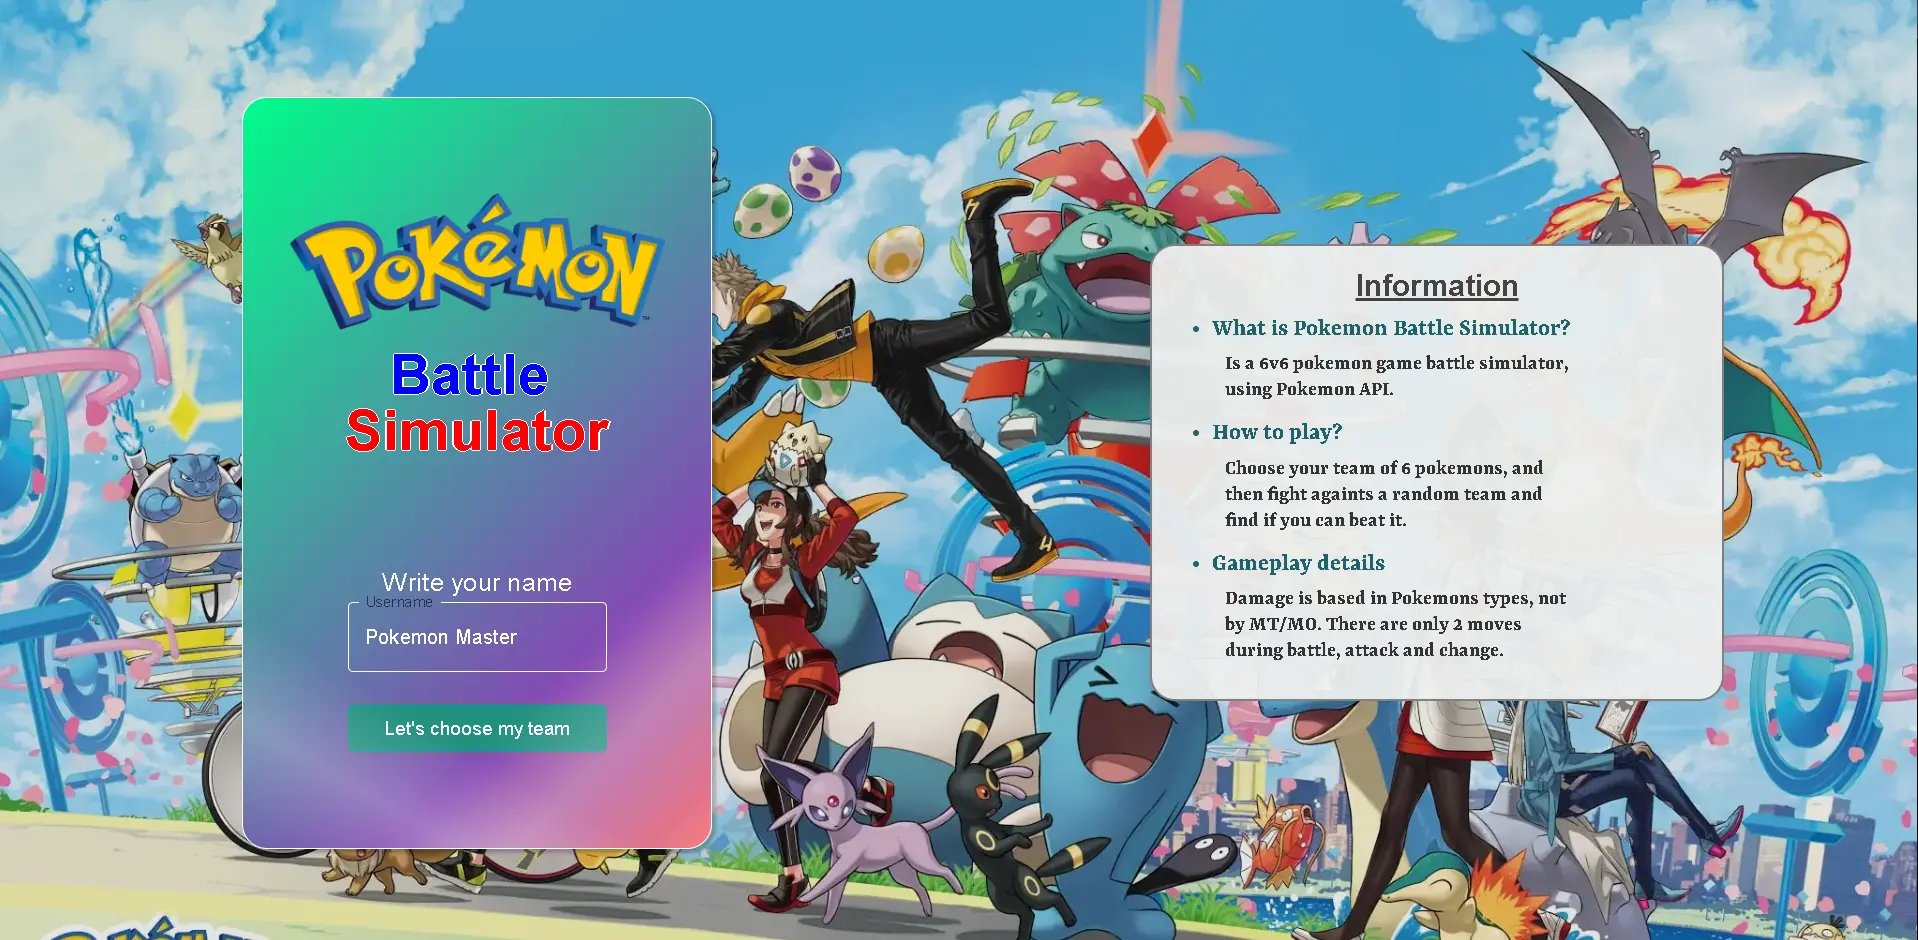 POKéMON
™
Battle
Simulator
Write your name
Username
Pokemon Master
Let's choose my team
Information
• What is Pokemon Battle Simulator?
Is a 6v6 pokemon game battle simulator,
using Pokemon API.
• How to play?
Choose your team of 6 pokemons, and
then fight againts a random team and
find if you can beat it.
• Gameplay details
Damage is based in Pokemons types, not
by MT/MO. There are only 2 moves
during battle, attack and change.